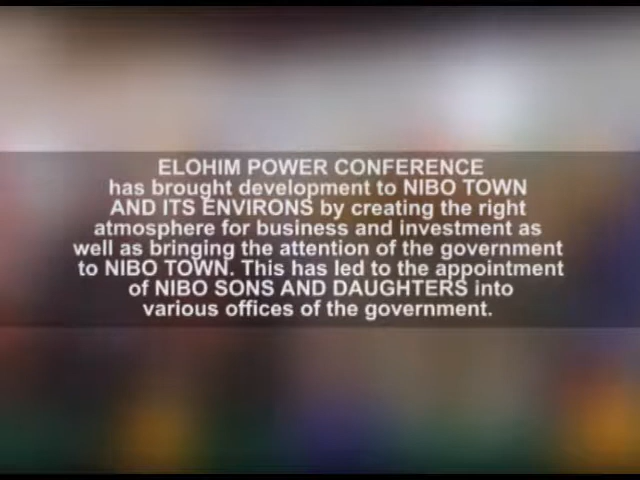 ELOHIM POWER CONFERENCE
has brought development to NIBO TOWN
AND ITS ENVIRONS by creating the right
atmosphere for business and investment as
well as bringing the attention of the government
to NIBO TOWN. This has led to the appointment
of NIBO SONS AND DAUGHTERS into
various offices of the government.